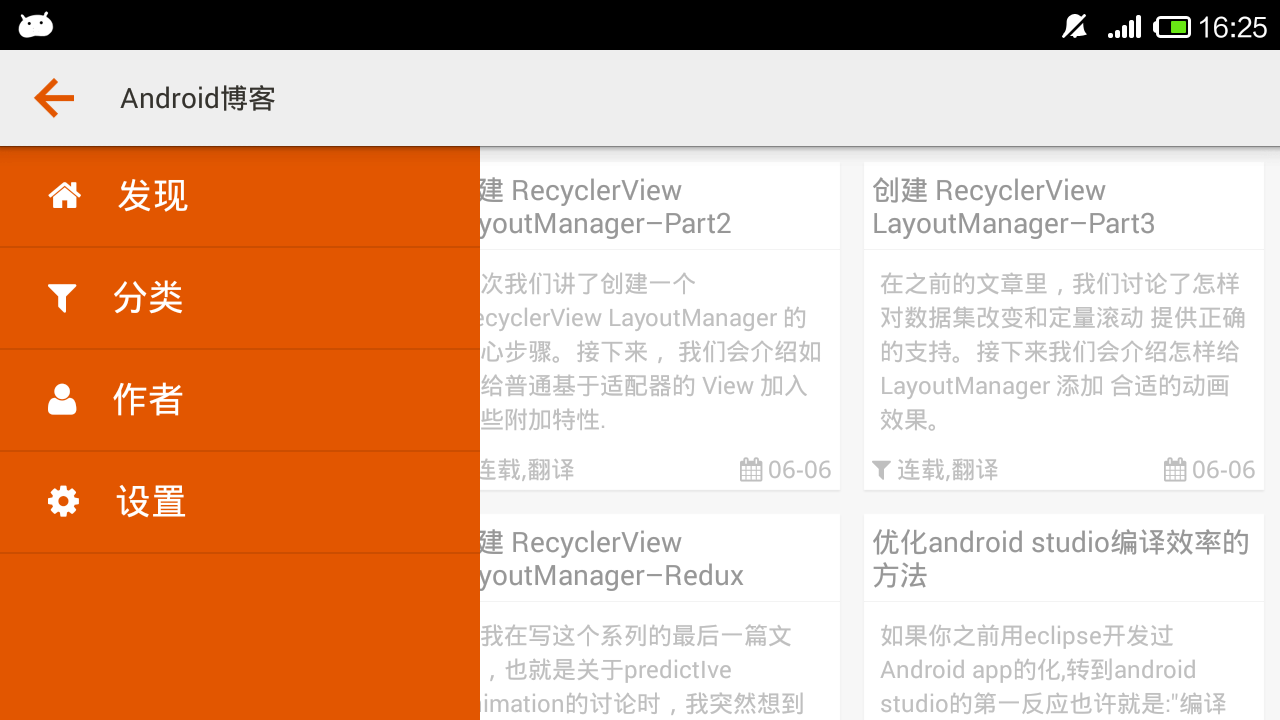 16:25
Android博客
发现
分类
作者
设置
建 RecyclerView
youtManager—Part2
次我们讲了创建一个
ecyclerView LayoutManager 的
心步骤。接下来， 我们会介绍如
给普通基于适配器的 View 加入
些附加特性.
连载,翻译
06-06
创建 RecyclerView
LayoutManager—Part3
在之前的文章里，我们讨论了怎样
对数据集改变和定量滚动 提供正确
的支持。接下来我们会介绍怎样给
LayoutManager 添加 合适的动画
效果。
连载,翻译
06-06
建 RecyclerView
youtManager—Redux
我在写这个系列的最后一篇文
，也就是关于predictIve
imation的讨论时，我突然想到
优化android studio编译效率的
方法
如果你之前用eclipse开发过
Android app的化,转到android
studio的第一反应也许就是:"编译